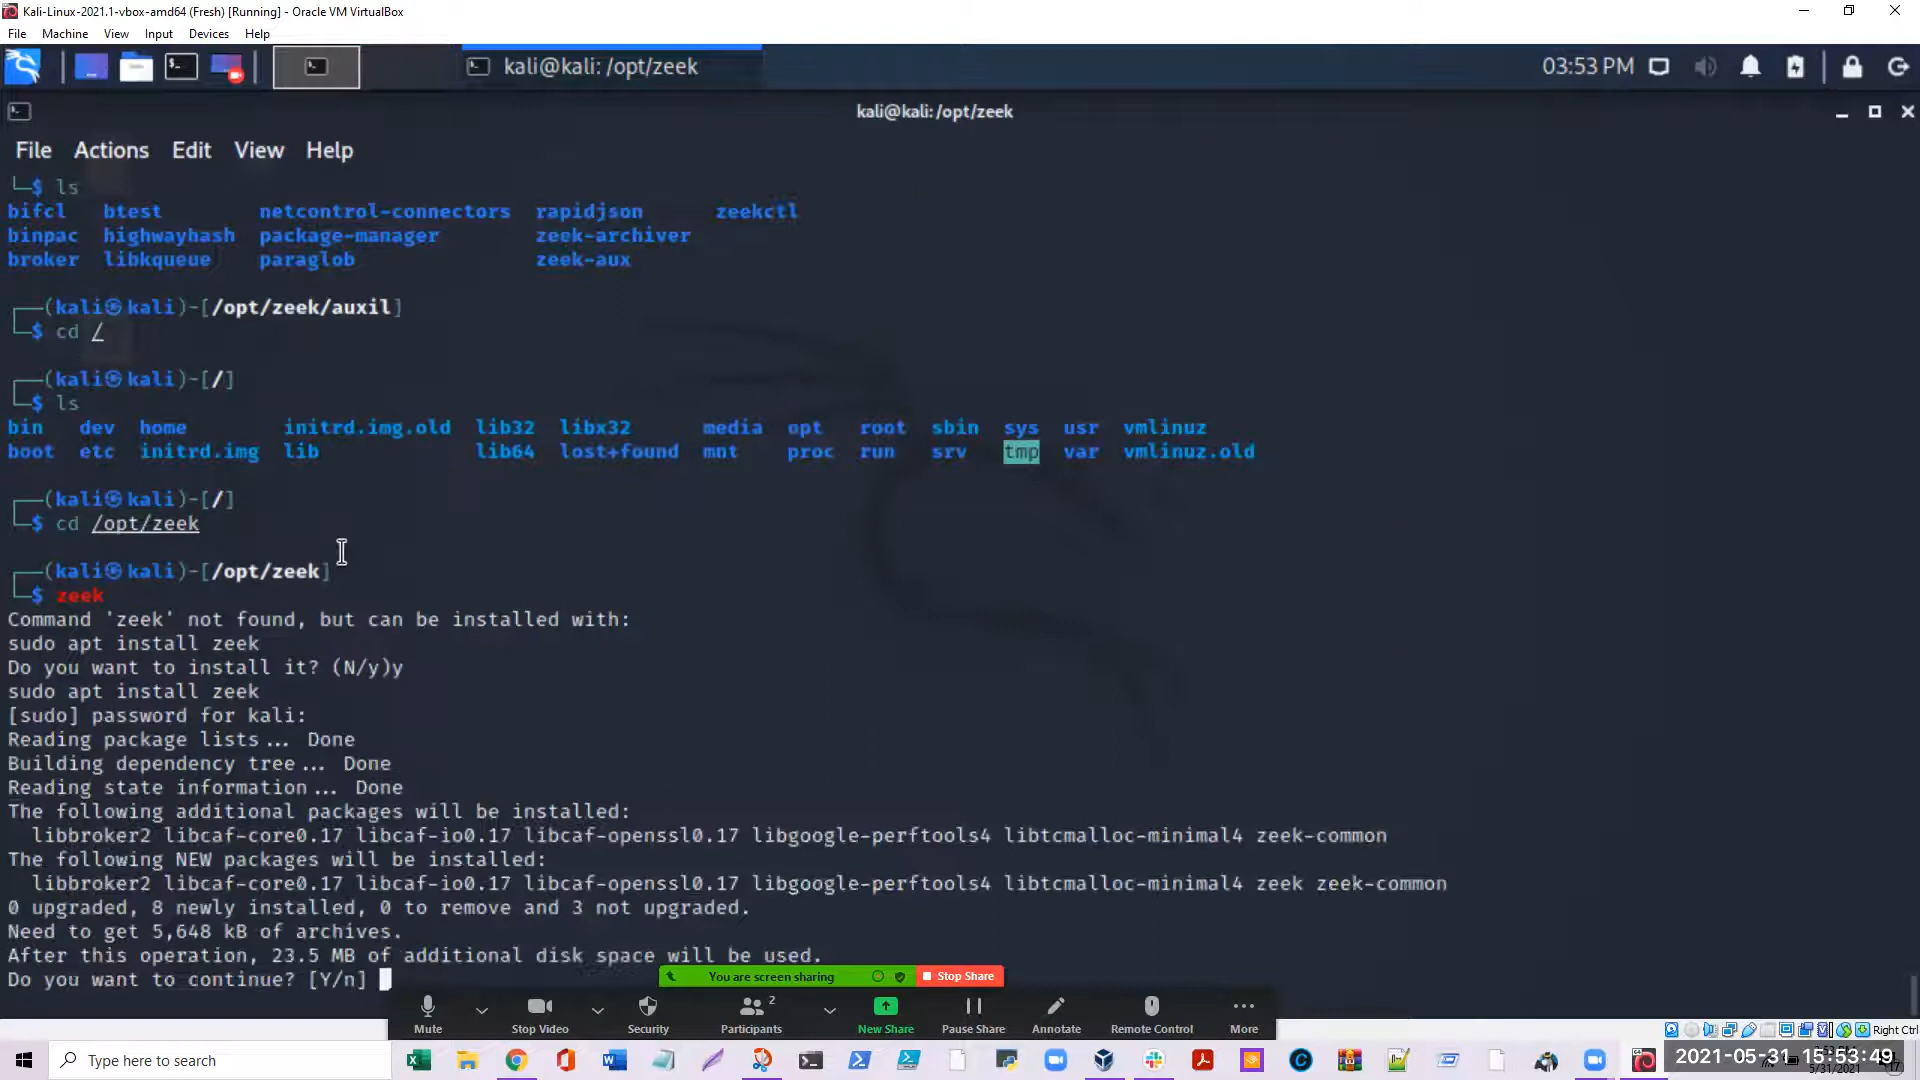 Kali-Linux-2021.1-vbox-amd64 (Fresh) [Running] - Oracle VM VirtualBox
File Machine View Input Devices Help
kali@kali: /opt/zeek
03:53 PM
kali@kali: /opt/zeek
File Actions Edit View Help
└─$ ls
bifcl btest netcontrol-connectors rapidjson zeekctl
binpac highwayhash package-manager zeek-archiver
broker libkqueue paraglob zeek-aux
┌──(kali㉿kali)-[/opt/zeek/auxil]
└─$ cd /
┌──(kali㉿kali)-[/]
└─$ ls
bin dev home initrd.img.old lib32 libx32 media opt root sbin sys usr vmlinuz
boot etc initrd.img lib lib64 lost+found mnt proc run srv tmp var vmlinuz.old
┌──(kali㉿kali)-[/]
└─$ cd /opt/zeek
┌──(kali㉿kali)-[/opt/zeek]
└─$ zeek
Command 'zeek' not found, but can be installed with:
sudo apt install zeek
Do you want to install it? (N/y)y
sudo apt install zeek
[sudo] password for kali:
Reading package lists... Done
Building dependency tree... Done
Reading state information... Done
The following additional packages will be installed:
libbroker2 libcaf-core0.17 libcaf-io0.17 libcaf-openssl0.17 libgoogle-perftools4 libtcmalloc-minimal4 zeek-common
The following NEW packages will be installed:
libbroker2 libcaf-core0.17 libcaf-io0.17 libcaf-openssl0.17 libgoogle-perftools4 libtcmalloc-minimal4 zeek zeek-common
0 upgraded, 8 newly installed, 0 to remove and 3 not upgraded.
Need to get 5,648 kB of archives.
After this operation, 23.5 MB of additional disk space will be used.
Do you want to continue? [Y/n]
You are screen sharing Stop Share
2
Mute Stop Video Security Participants New Share Pause Share Annotate Remote Control More
Right Ctrl
Type here to search
2021-05-31 15:53:49
5/31/2021